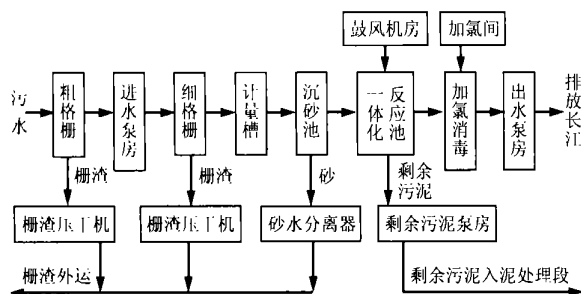 鼓风机房
加氯间
污水
粗格栅
进水泵房
细格栅
计量槽
沉砂池
一体化反应池
加氯消毒
出水泵房
排放长江
栅渣
栅渣
砂
剩余污泥
栅渣压干机
栅渣压干机
砂水分离器
剩余污泥泵房
栅渣外运
剩余污泥入泥处理段